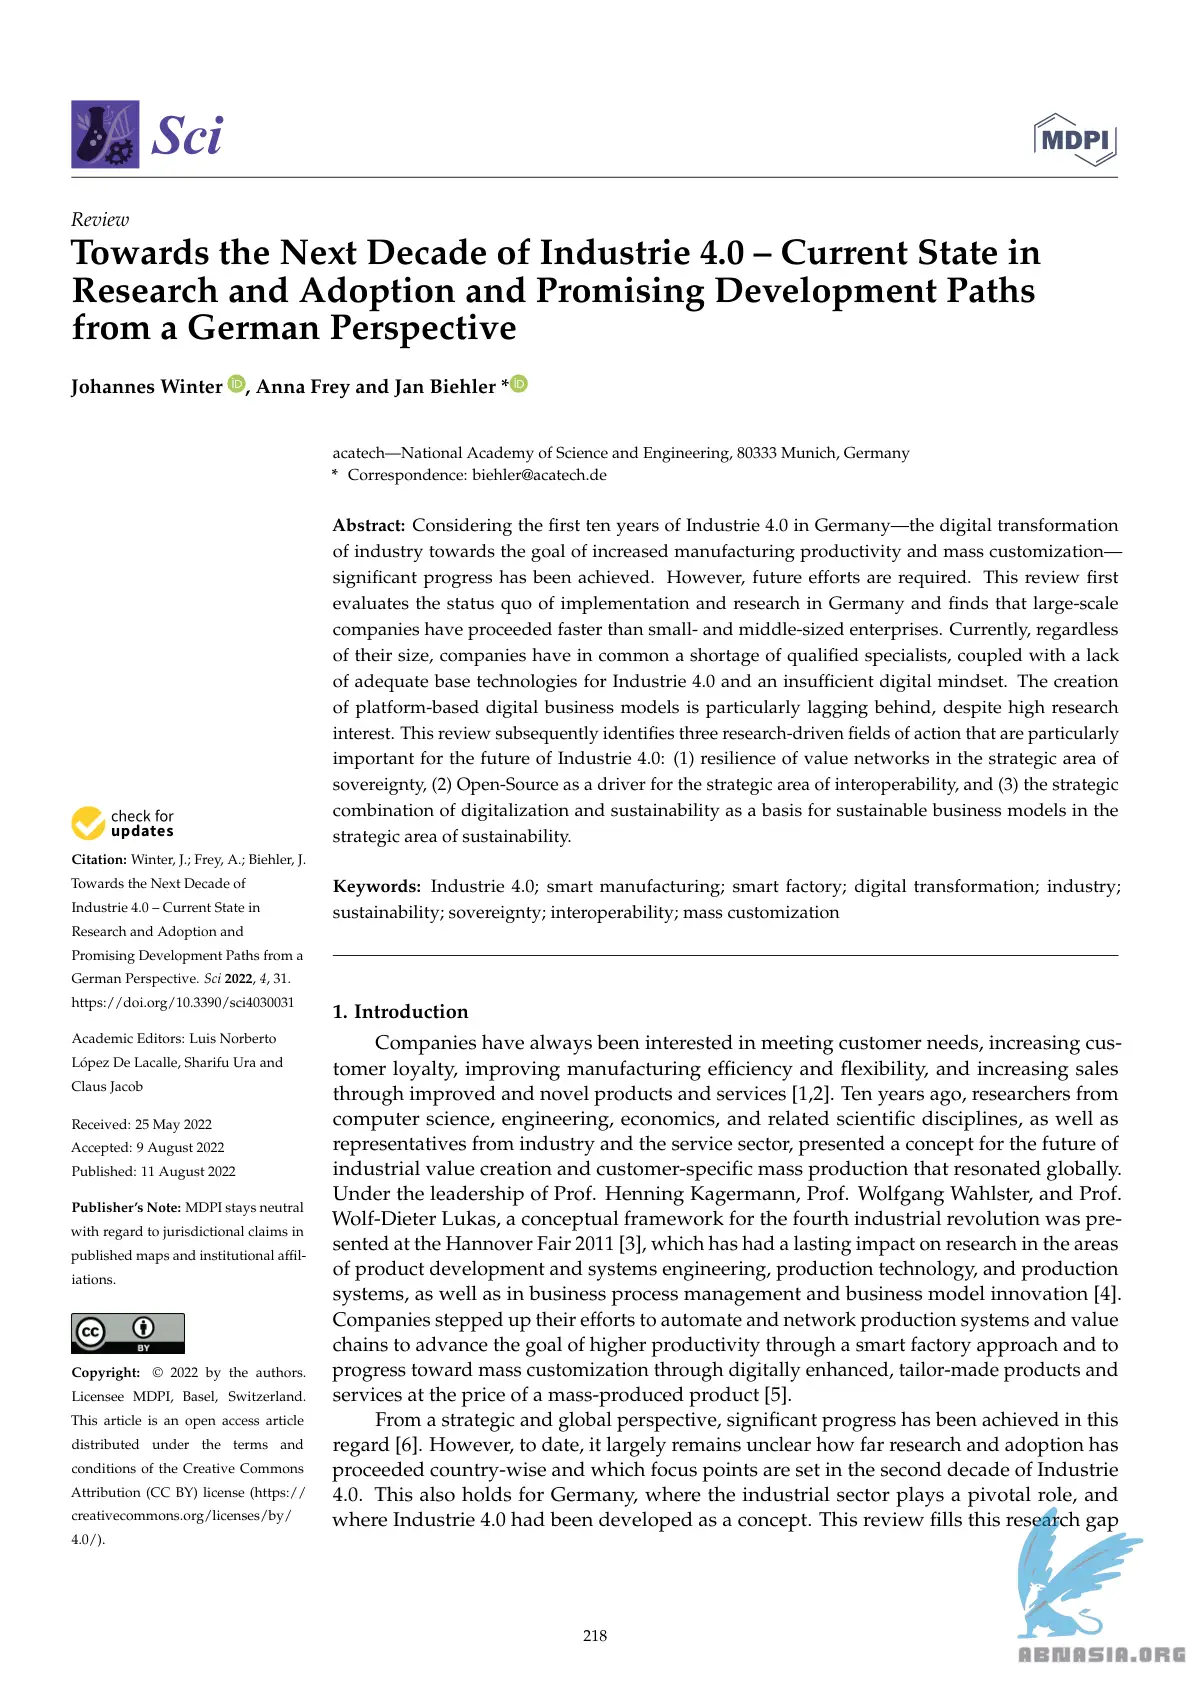 Sci
MDPI
Review
Towards the Next Decade of Industrie 4.0 – Current State in
Research and Adoption and Promising Development Paths
from a German Perspective
Johannes Winter iD, Anna Frey and Jan Biehler * iD
acatech—National Academy of Science and Engineering, 80333 Munich, Germany
* Correspondence: biehler@acatech.de
Abstract: Considering the first ten years of Industrie 4.0 in Germany—the digital transformation
of industry towards the goal of increased manufacturing productivity and mass customization—
significant progress has been achieved. However, future efforts are required. This review first
evaluates the status quo of implementation and research in Germany and finds that large-scale
companies have proceeded faster than small- and middle-sized enterprises. Currently, regardless
of their size, companies have in common a shortage of qualified specialists, coupled with a lack
of adequate base technologies for Industrie 4.0 and an insufficient digital mindset. The creation
of platform-based digital business models is particularly lagging behind, despite high research
interest. This review subsequently identifies three research-driven fields of action that are particularly
important for the future of Industrie 4.0: (1) resilience of value networks in the strategic area of
sovereignty, (2) Open-Source as a driver for the strategic area of interoperability, and (3) the strategic
combination of digitalization and sustainability as a basis for sustainable business models in the
strategic area of sustainability.
Keywords: Industrie 4.0; smart manufacturing; smart factory; digital transformation; industry;
sustainability; sovereignty; interoperability; mass customization
check for
updates
Citation: Winter, J.; Frey, A.; Biehler, J.
Towards the Next Decade of
Industrie 4.0 – Current State in
Research and Adoption and
Promising Development Paths from a
German Perspective. Sci 2022, 4, 31.
https://doi.org/10.3390/sci4030031
Academic Editors: Luis Norberto
López De Lacalle, Sharifu Ura and
Claus Jacob
Received: 25 May 2022
Accepted: 9 August 2022
Published: 11 August 2022
Publisher's Note: MDPI stays neutral
with regard to jurisdictional claims in
published maps and institutional affil-
iations.
cc
BY
Copyright: © 2022 by the authors.
Licensee MDPI, Basel, Switzerland.
This article is an open access article
distributed under the terms and
conditions of the Creative Commons
Attribution (CC BY) license (https://
creativecommons.org/licenses/by/
4.0/).
1. Introduction
Companies have always been interested in meeting customer needs, increasing cus-
tomer loyalty, improving manufacturing efficiency and flexibility, and increasing sales
through improved and novel products and services [1,2]. Ten years ago, researchers from
computer science, engineering, economics, and related scientific disciplines, as well as
representatives from industry and the service sector, presented a concept for the future of
industrial value creation and customer-specific mass production that resonated globally.
Under the leadership of Prof. Henning Kagermann, Prof. Wolfgang Wahlster, and Prof.
Wolf-Dieter Lukas, a conceptual framework for the fourth industrial revolution was pre-
sented at the Hannover Fair 2011 [3], which has had a lasting impact on research in the areas
of product development and systems engineering, production technology, and production
systems, as well as in business process management and business model innovation [4].
Companies stepped up their efforts to automate and network production systems and value
chains to advance the goal of higher productivity through a smart factory approach and to
progress toward mass customization through digitally enhanced, tailor-made products and
services at the price of a mass-produced product [5].
From a strategic and global perspective, significant progress has been achieved in this
regard [6]. However, to date, it largely remains unclear how far research and adoption has
proceeded country-wise and which focus points are set in the second decade of Industrie
4.0. This also holds for Germany, where the industrial sector plays a pivotal role, and
where Industrie 4.0 had been developed as a concept. This review fills this research gap
218
ABNASIA.ORG